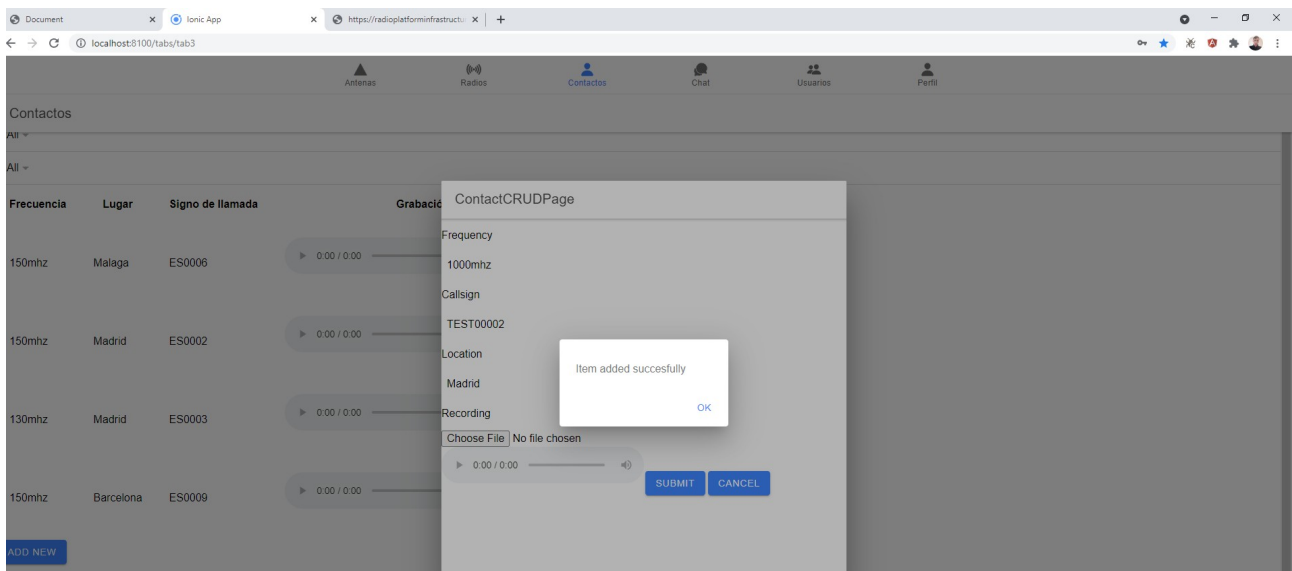 Document
Ionic App
https://radioplatforminfrastructu
localhost:8100/tabs/tab3
Antenas Radios Contactos Chat Usuarios Perfil
Contactos
All
All
Frecuencia Lugar Signo de llamada Grabació
150mhz Malaga ES0006 0:00 / 0:00
150mhz Madrid ES0002 0:00 / 0:00
130mhz Madrid ES0003 0:00 / 0:00
150mhz Barcelona ES0009 0:00 / 0:00
ADD NEW
ContactCRUDPage
Frequency
1000mhz
Callsign
TEST00002
Location
Madrid
Recording
Choose File No file chosen
0:00 / 0:00
SUBMIT CANCEL
Item added succesfully
OK